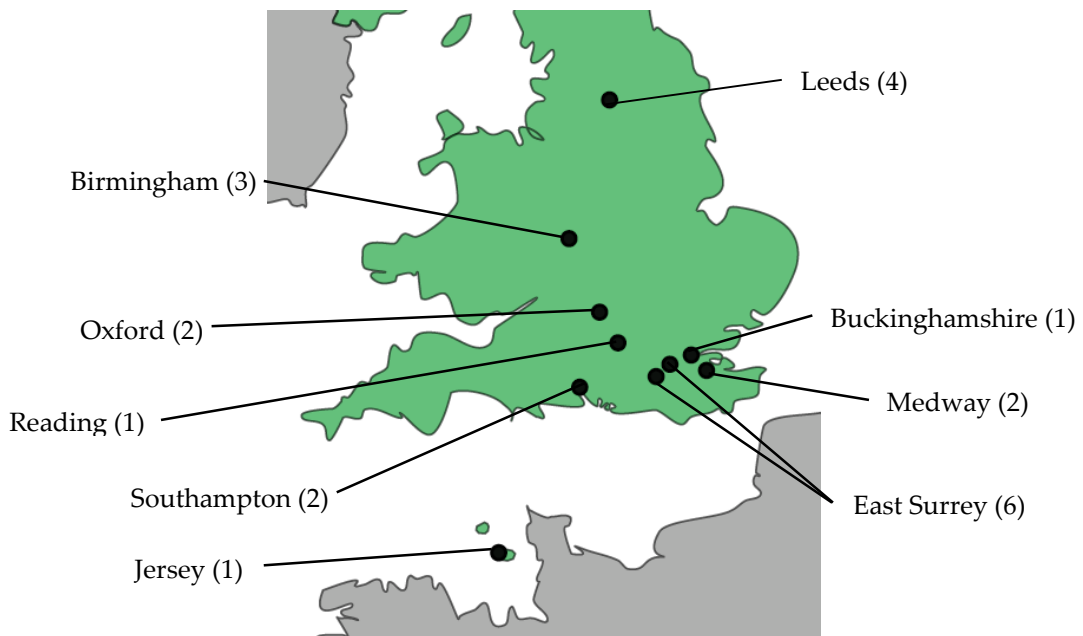 Leeds (4)
Birmingham (3)
Oxford (2)
Buckinghamshire (1)
Medway (2)
Reading (1)
Southampton (2)
East Surrey (6)
Jersey (1)